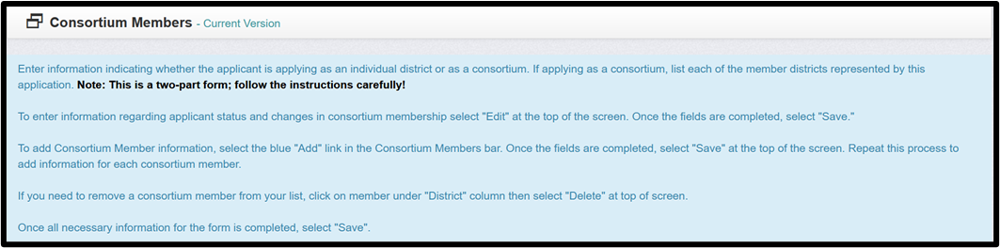 Consortium Members - Current Version
Enter information indicating whether the applicant is applying as an individual district or as a consortium. If applying as a consortium, list each of the member districts represented by this
application. Note: This is a two-part form; follow the instructions carefully!
To enter information regarding applicant status and changes in consortium membership select "Edit" at the top of the screen. Once the fields are completed, select "Save."
To add Consortium Member information, select the blue "Add" link in the Consortium Members bar. Once the fields are completed, select "Save" at the top of the screen. Repeat this process to
add information for each consortium member.
If you need to remove a consortium member from your list, click on member under "District" column then select "Delete" at top of screen.
Once all necessary information for the form is completed, select "Save".